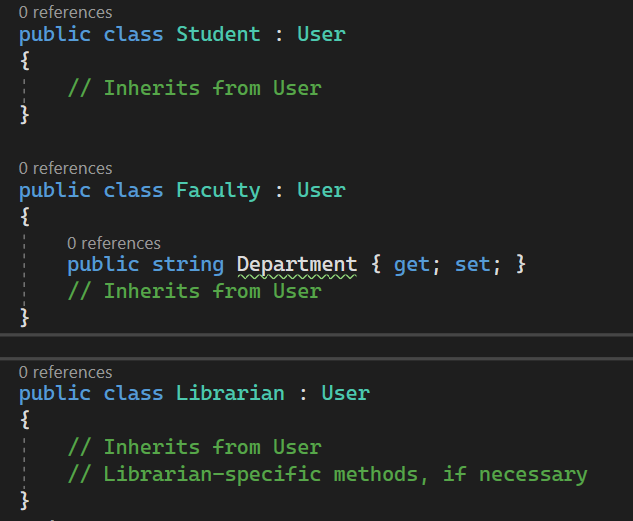 0 references
public class Student : User
{
// Inherits from User
}
0 references
public class Faculty : User
{
0 references
public string Department { get; set; }
// Inherits from User
}
0 references
public class Librarian : User
{
// Inherits from User
// Librarian-specific methods, if necessary
}